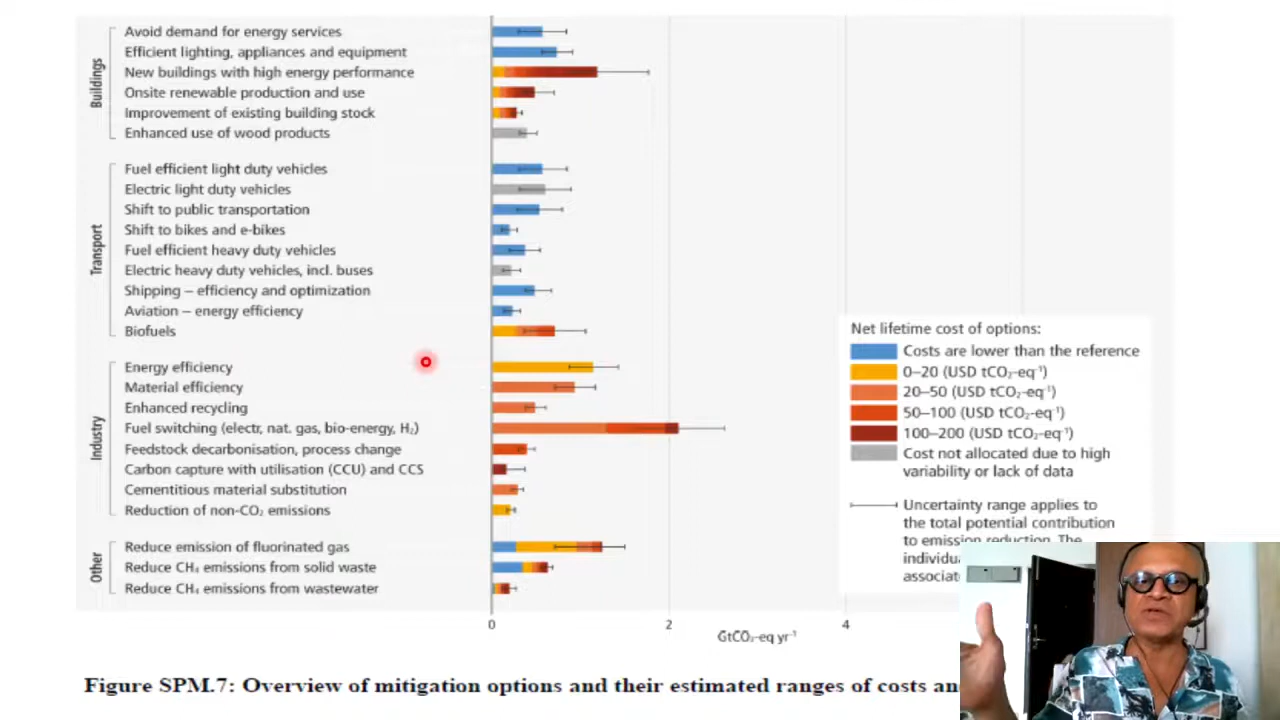 Buildings
Avoid demand for energy services
Efficient lighting, appliances and equipment
New buildings with high energy performance
Onsite renewable production and use
Improvement of existing building stock
Enhanced use of wood products
Transport
Fuel efficient light duty vehicles
Electric light duty vehicles
Shift to public transportation
Shift to bikes and e-bikes
Fuel efficient heavy duty vehicles
Electric heavy duty vehicles, incl. buses
Shipping – efficiency and optimization
Aviation – energy efficiency
Biofuels
Industry
Energy efficiency
Material efficiency
Enhanced recycling
Fuel switching (electr, nat. gas, bio-energy, H₂)
Feedstock decarbonisation, process change
Carbon capture with utilisation (CCU) and CCS
Cementitious material substitution
Reduction of non-CO₂ emissions
Other
Reduce emission of fluorinated gas
Reduce CH₄ emissions from solid waste
Reduce CH₄ emissions from wastewater
0 2 4
GtCO₂-eq yr⁻¹
Net lifetime cost of options:
Costs are lower than the reference
0–20 (USD tCO₂-eq⁻¹)
20–50 (USD tCO₂-eq⁻¹)
50–100 (USD tCO₂-eq⁻¹)
100–200 (USD tCO₂-eq⁻¹)
Cost not allocated due to high
variability or lack of data
Uncertainty range applies to
the total potential contribution
to emission reduction. The
individua
associat
Figure SPM.7: Overview of mitigation options and their estimated ranges of costs an